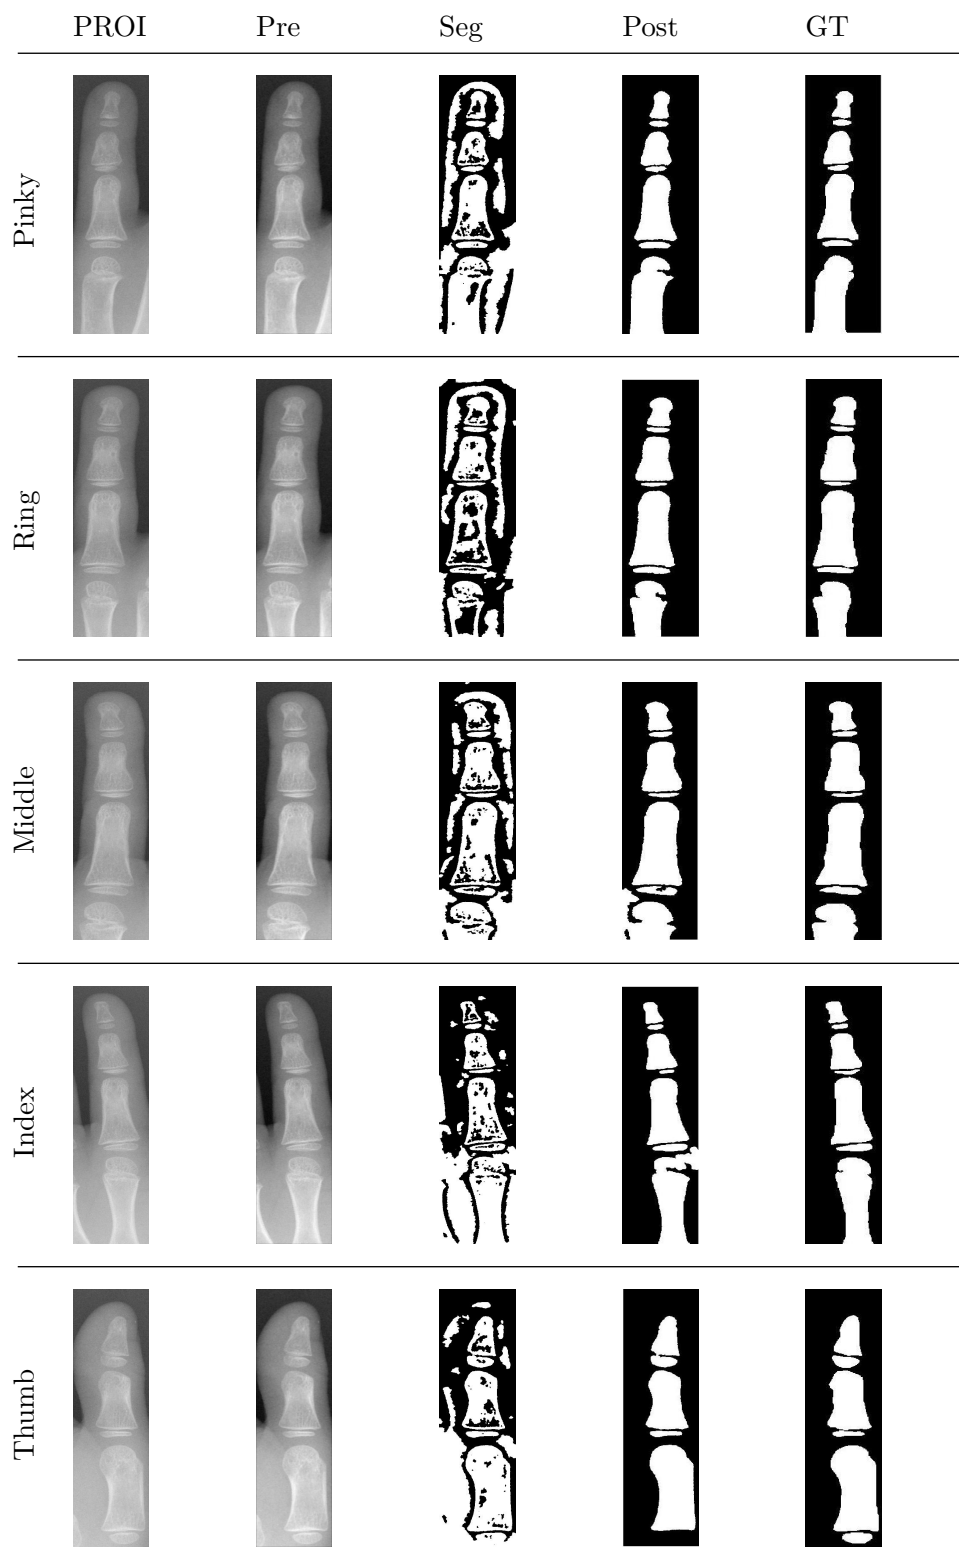 PROI Pre Seg Post GT
Pinky
Ring
Middle
Index
Thumb